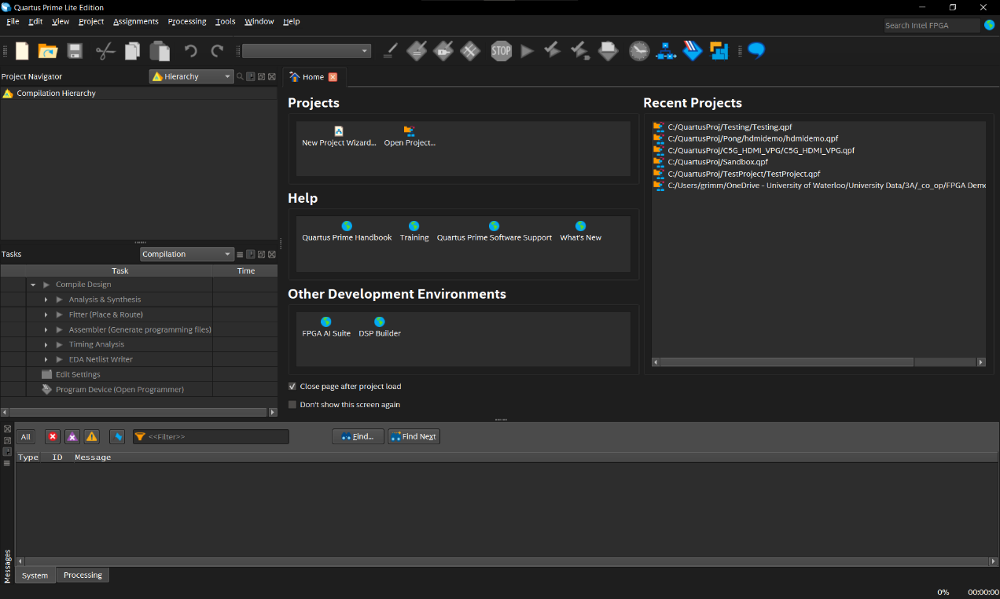 Quartus Prime Lite Edition
File Edit View Project Assignments Processing Tools Window Help
Search Intel FPGA
STOP
Project Navigator
Hierarchy
Compilation Hierarchy
Home
Projects
New Project Wizard...
Open Project...
Help
Quartus Prime Handbook
Training
Quartus Prime Software Support
What's New
Other Development Environments
FPGA AI Suite
DSP Builder
Close page after project load
Don't show this screen again
Recent Projects
C:/QuartusProj/Testing/Testing.qpf
C:/QuartusProj/Pong/hdmidemo/hdmidemo.qpf
C:/QuartusProj/C5G_HDMI_VPG/C5G_HDMI_VPG.qpf
C:/QuartusProj/Sandbox.qpf
C:/QuartusProj/TestProject/TestProject.qpf
C:/Users/grimm/OneDrive - University of Waterloo/University Data/3A/_co_op/FPGA Demo
Tasks
Compilation
Task Time
Compile Design
Analysis & Synthesis
Fitter (Place & Route)
Assembler (Generate programming files)
Timing Analysis
EDA Netlist Writer
Edit Settings
Program Device (Open Programmer)
All
<<Filter>>
Find...
Find Next
Type ID Message
Messages
System Processing
0% 00:00:00